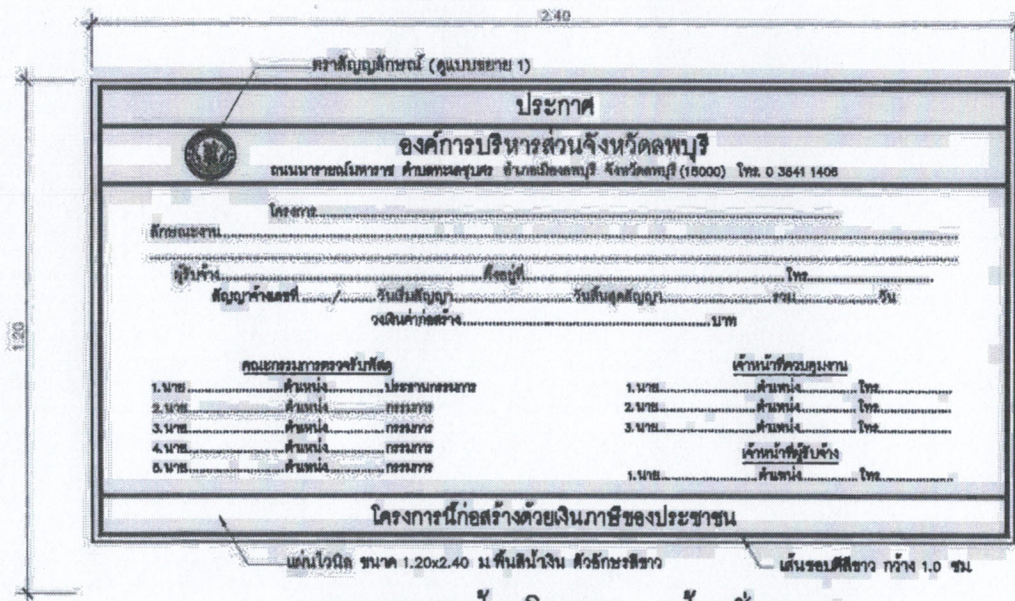 2.40
ตราสัญญลักษณ์ (ดูแบบขยาย 1)
1.20
ประกาศ
องค์การบริหารส่วนจังหวัดลพบุรี
ถนนนารายณ์มหาราช ตำบลทะเลชุบศร อำเภอเมืองลพบุรี จังหวัดลพบุรี (15000) โทร. 0 3641 1406
โครงการ
ลักษณะงาน
ผู้รับจ้าง ตั้งอยู่ที่ โทร.
สัญญาจ้างเลขที่ ......./....... วันเริ่มสัญญา วันสิ้นสุดสัญญา รวม วัน
วงเงินค่าก่อสร้าง บาท
คณะกรรมการตรวจรับพัสดุ
1.นาย ตำแหน่ง ประธานกรรมการ
2.นาย ตำแหน่ง กรรมการ
3.นาย ตำแหน่ง กรรมการ
4.นาย ตำแหน่ง กรรมการ
5.นาย ตำแหน่ง กรรมการ
เจ้าหน้าที่ควบคุมงาน
1.นาย ตำแหน่ง โทร.
2.นาย ตำแหน่ง โทร.
3.นาย ตำแหน่ง โทร.
เจ้าหน้าที่ผู้รับจ้าง
1.นาย ตำแหน่ง โทร.
โครงการนี้ก่อสร้างด้วยเงินภาษีของประชาชน
แผ่นไวนิล ขนาด 1.20x2.40 ม พื้นสีน้ำเงิน ตัวอักษรสีขาว
เส้นขอบสีขาว กว้าง 1.0 ซม.